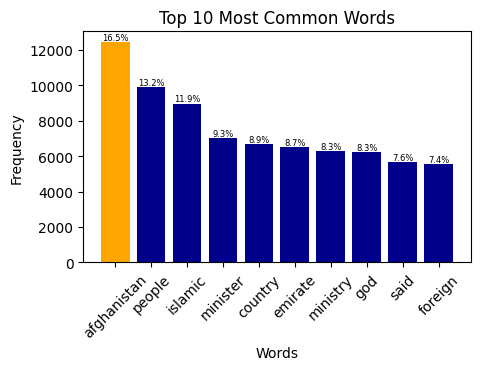 Top 10 Most Common Words
16.5%
13.2%
11.9%
9.3%
8.9%
8.7%
8.3%
8.3%
7.6%
7.4%
Frequency
12000
10000
8000
6000
4000
2000
0
afghanistan
people
islamic
minister
country
emirate
ministry
god
said
foreign
Words